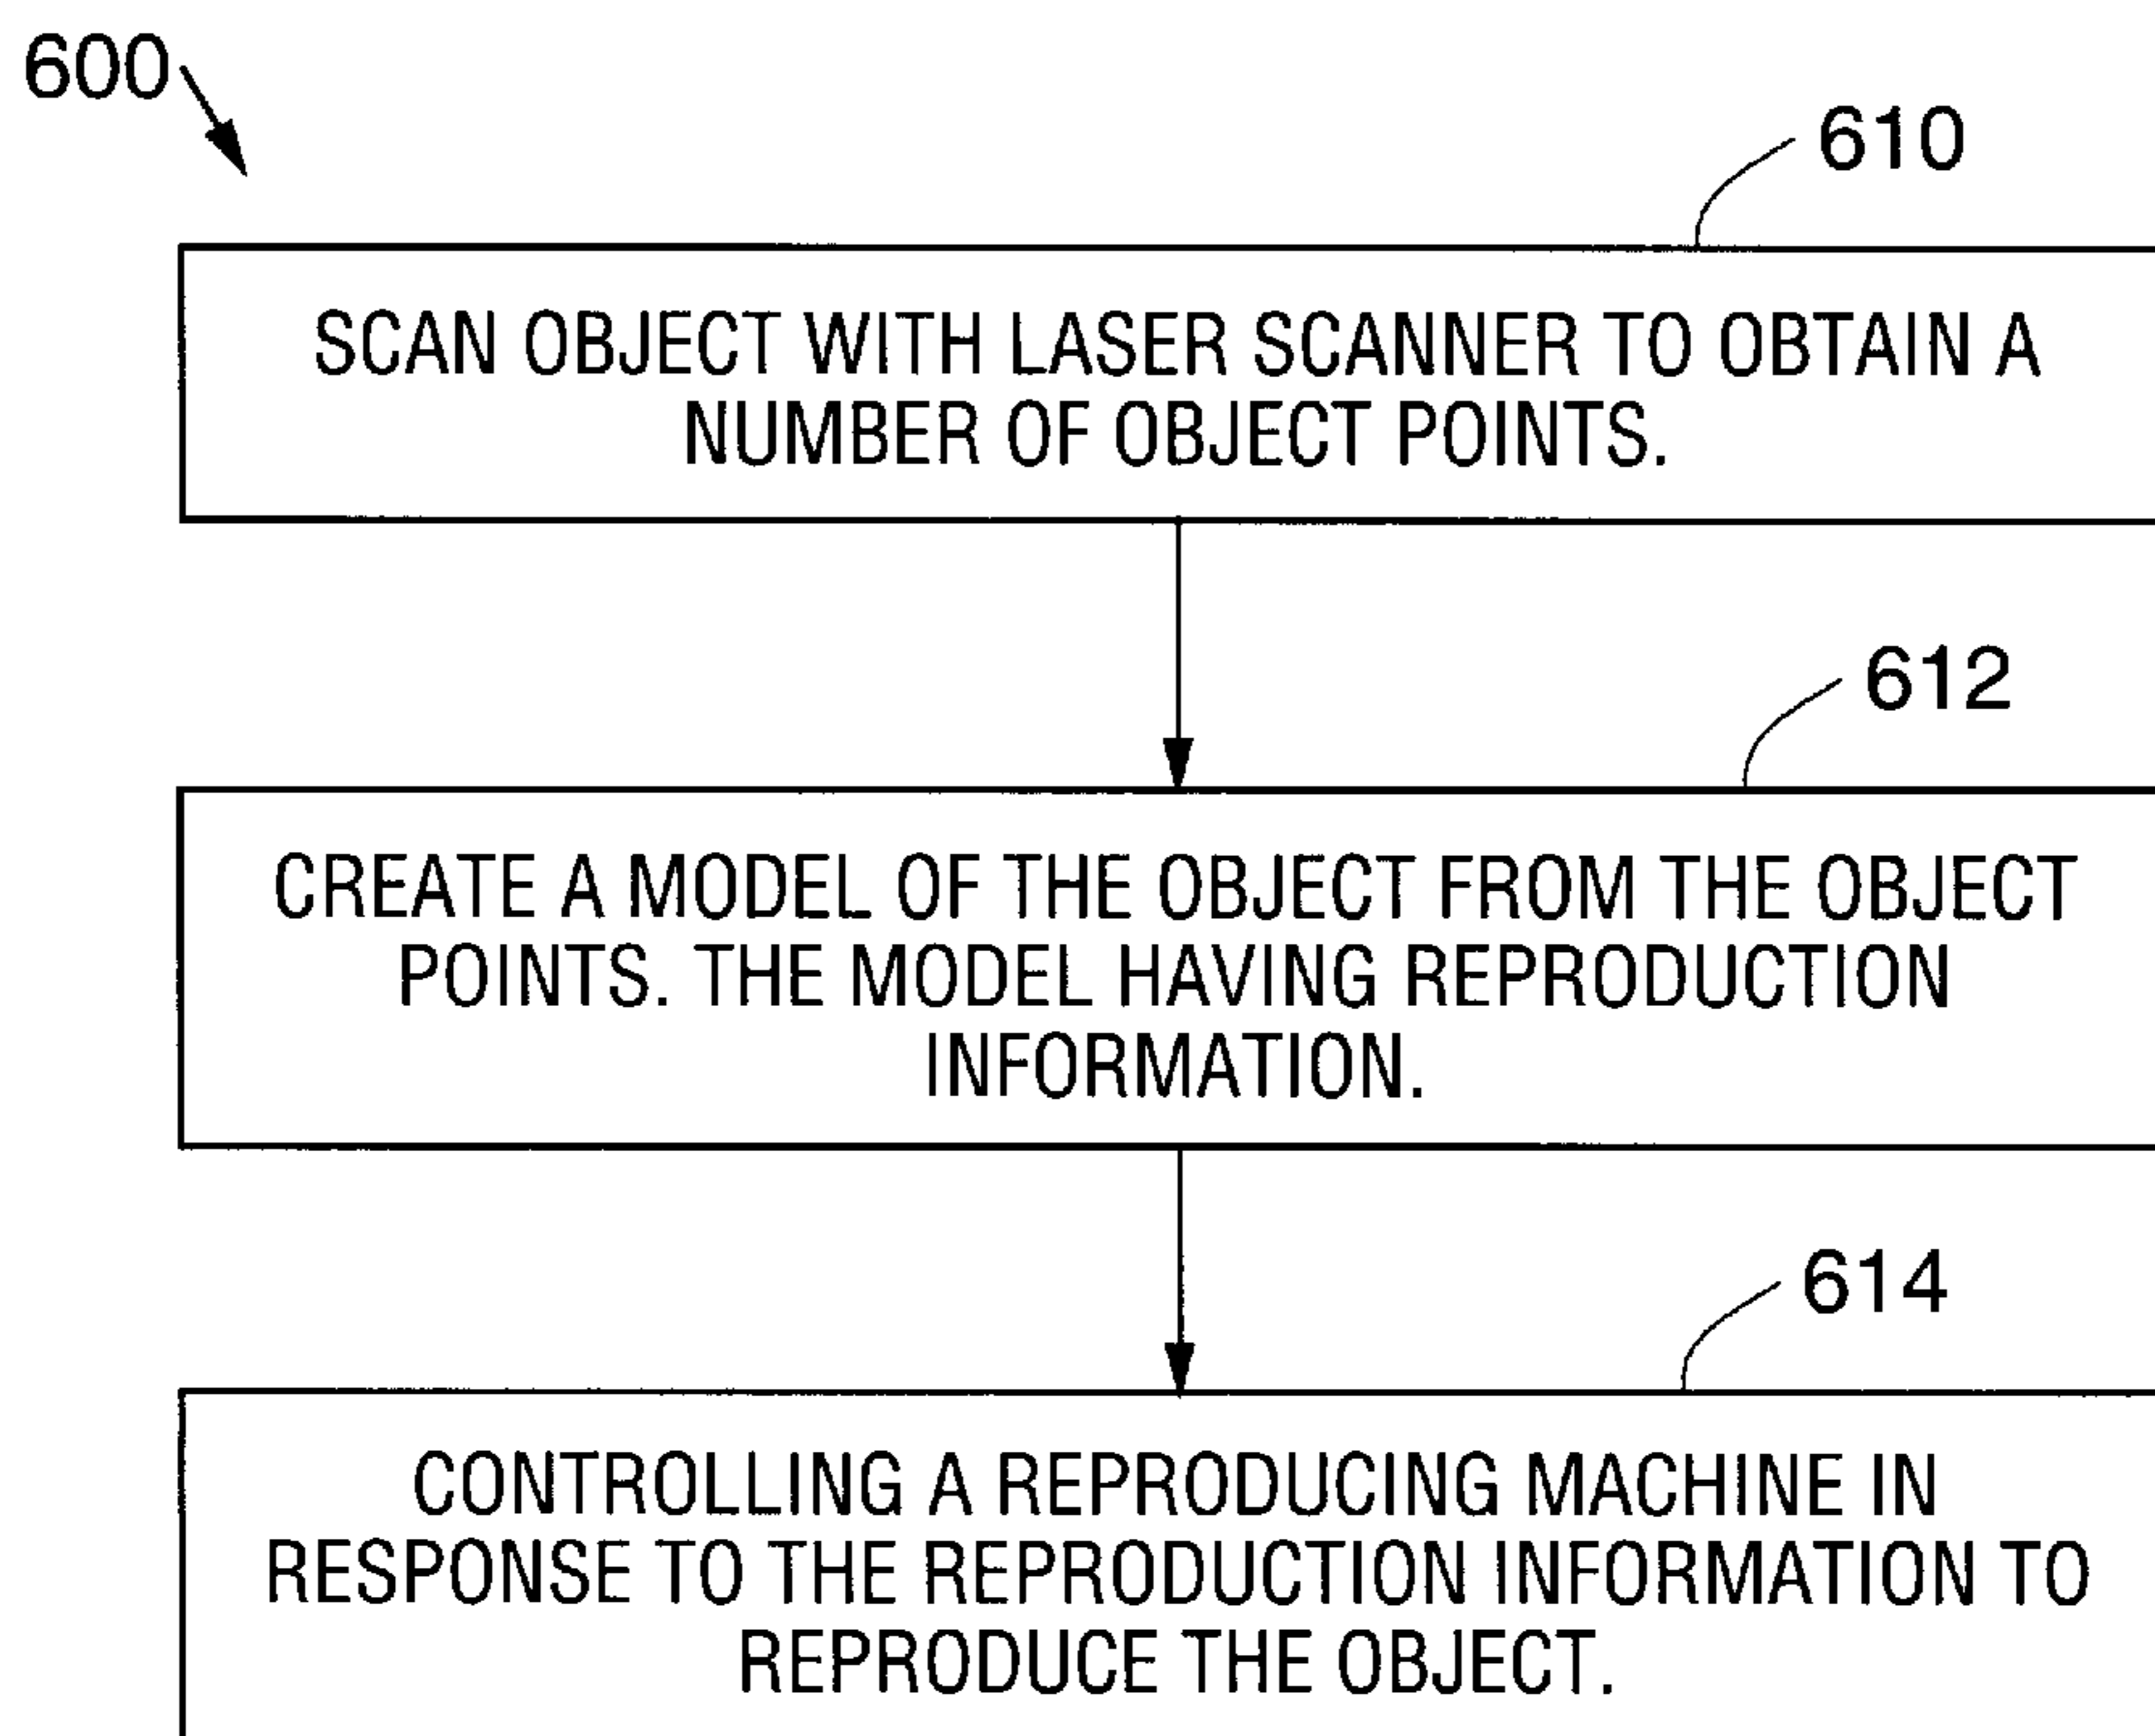 600
610
SCAN OBJECT WITH LASER SCANNER TO OBTAIN A
NUMBER OF OBJECT POINTS.
612
CREATE A MODEL OF THE OBJECT FROM THE OBJECT
POINTS. THE MODEL HAVING REPRODUCTION
INFORMATION.
614
CONTROLLING A REPRODUCING MACHINE IN
RESPONSE TO THE REPRODUCTION INFORMATION TO
REPRODUCE THE OBJECT.